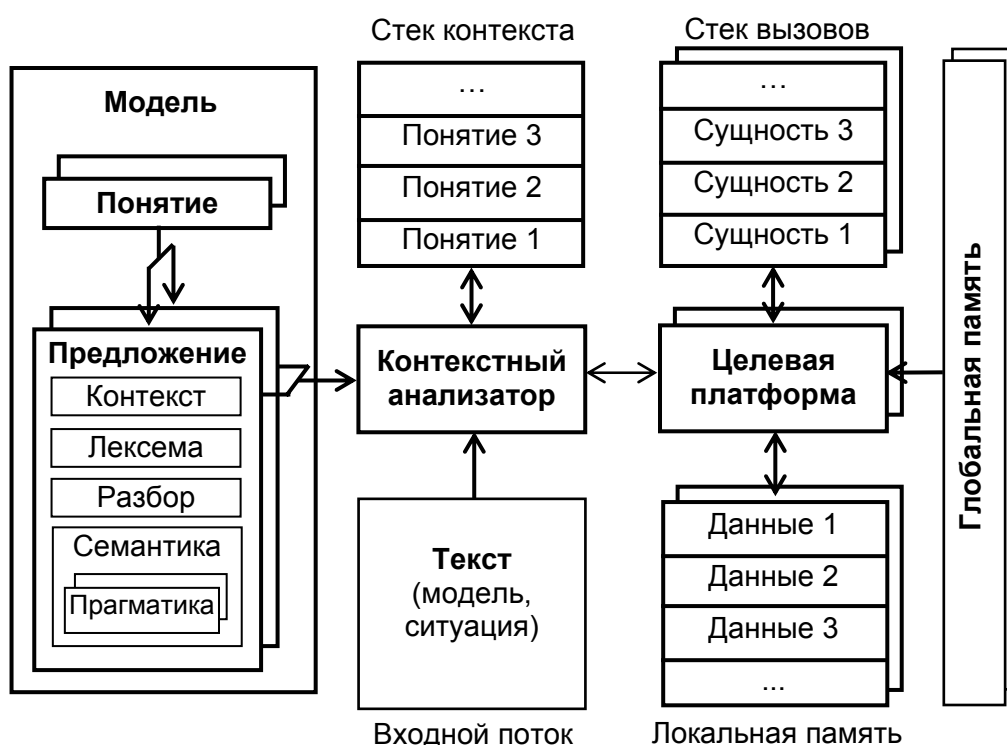 Стек контекста
Стек вызовов
Модель
Понятие
Предложение
Контекст
Лексема
Разбор
Семантика
Прагматика
...
Понятие 3
Понятие 2
Понятие 1
Контекстный
анализатор
Текст
(модель,
ситуация)
Входной поток
...
Сущность 3
Сущность 2
Сущность 1
Целевая
платформа
Данные 1
Данные 2
Данные 3
...
Локальная память
Глобальная память